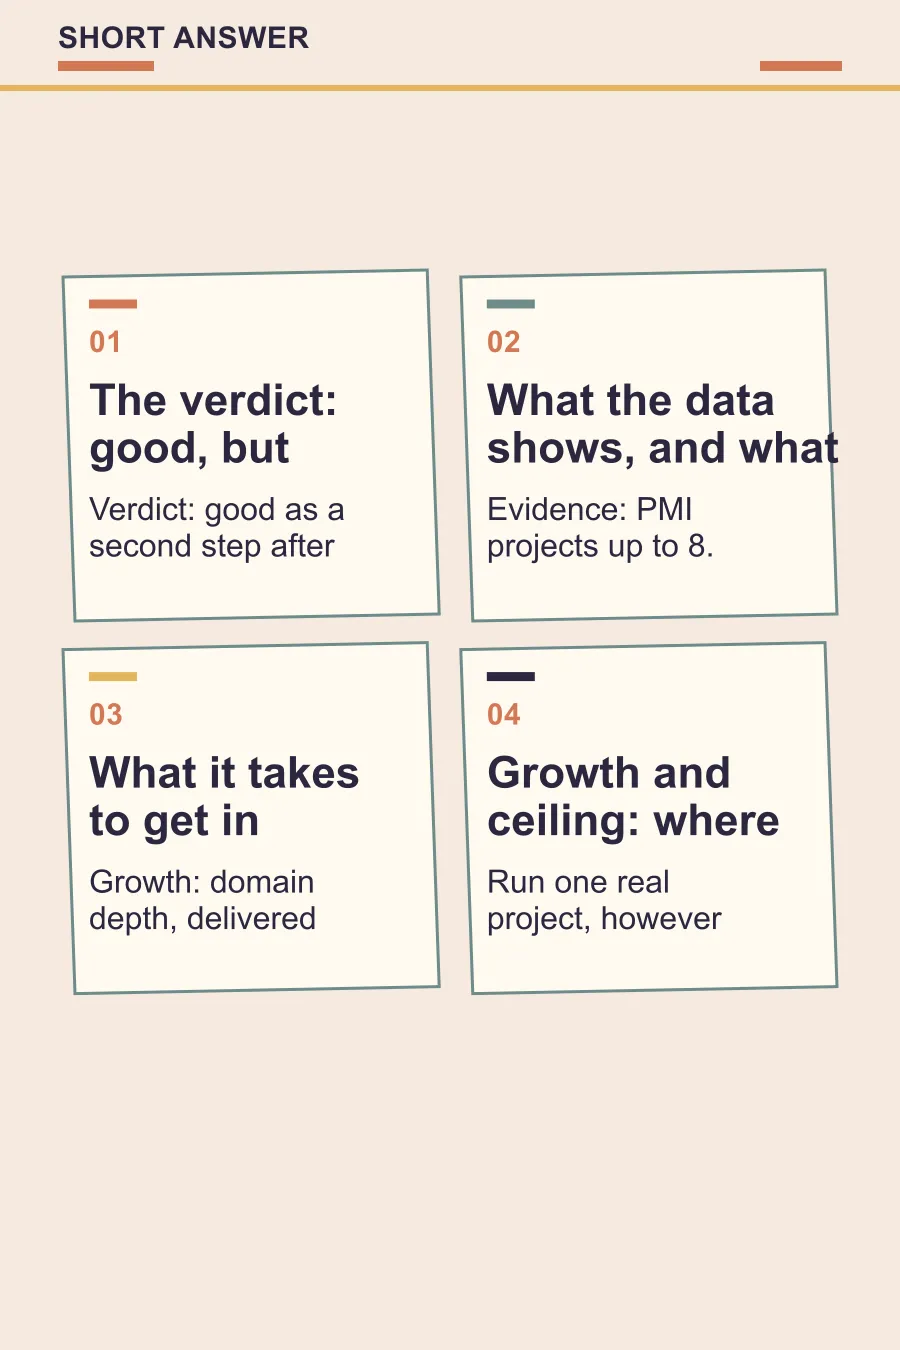 SHORT ANSWER
01
The verdict:
good, but
Verdict: good as a
second step after
02
What the data
shows, and what
Evidence: PMI
projects up to 8.
03
What it takes
to get in
Growth: domain
depth, delivered
04
Growth and
ceiling: where
Run one real
project, however